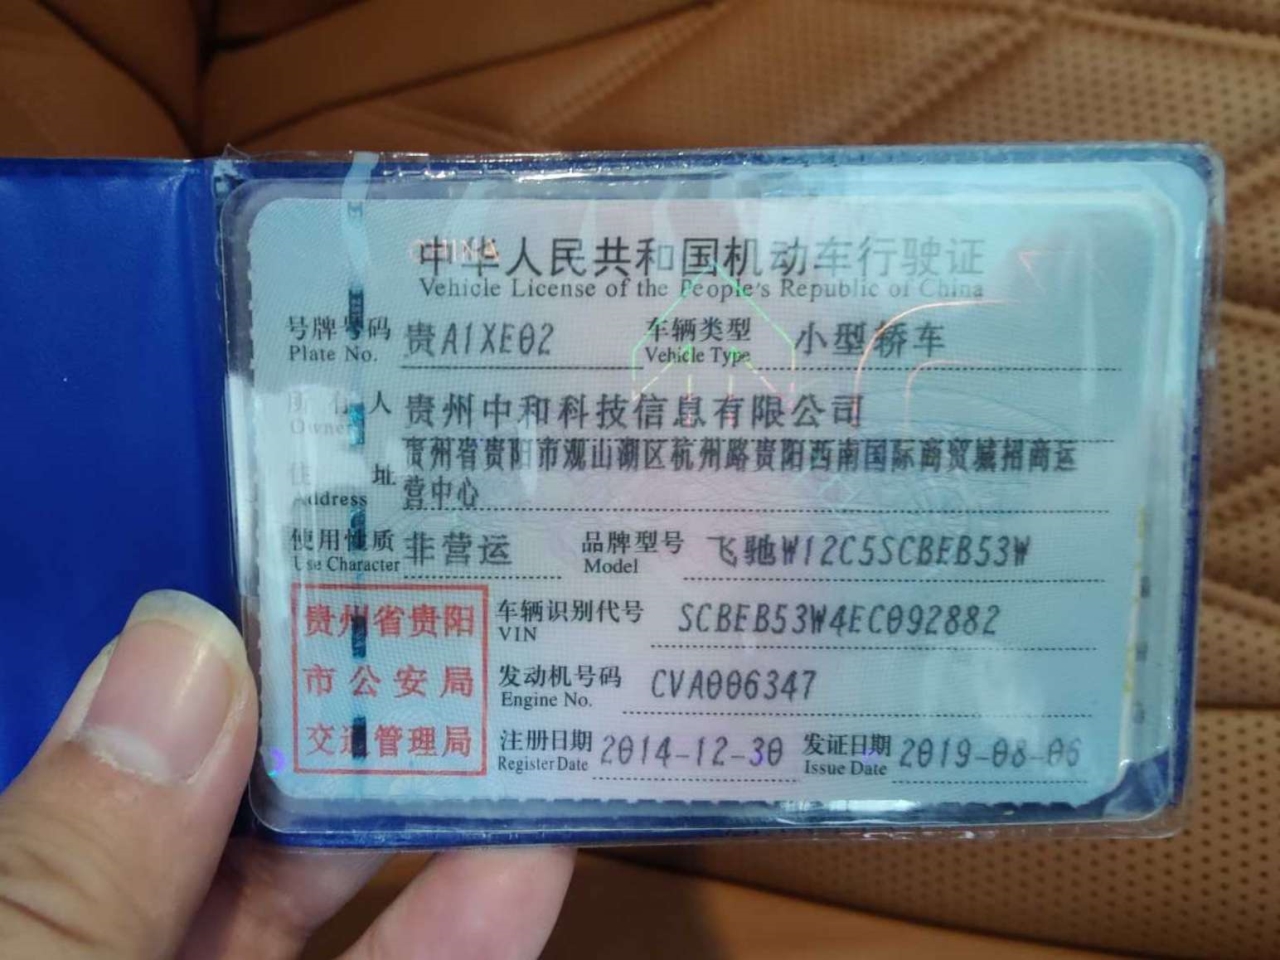 中华人民共和国机动车行驶证
Vehicle License of the People's Republic of China
号牌号码 贵A1XE02 车辆类型 小型轿车
Plate No. Vehicle Type
所有人 贵州中和科技信息有限公司
Owner
住址 贵州省贵阳市观山湖区杭州路贵阳西南国际商贸城招商运
Address 营中心
使用性质 非营运 品牌型号 飞驰W12C5SCBEB53W
Use Character Model
贵州省贵阳
市公安局
交通管理局
车辆识别代号 SCBEB53W4EC092882
VIN
发动机号码 CVA006347
Engine No.
注册日期 2014-12-30 发证日期 2019-08-06
Register Date Issue Date